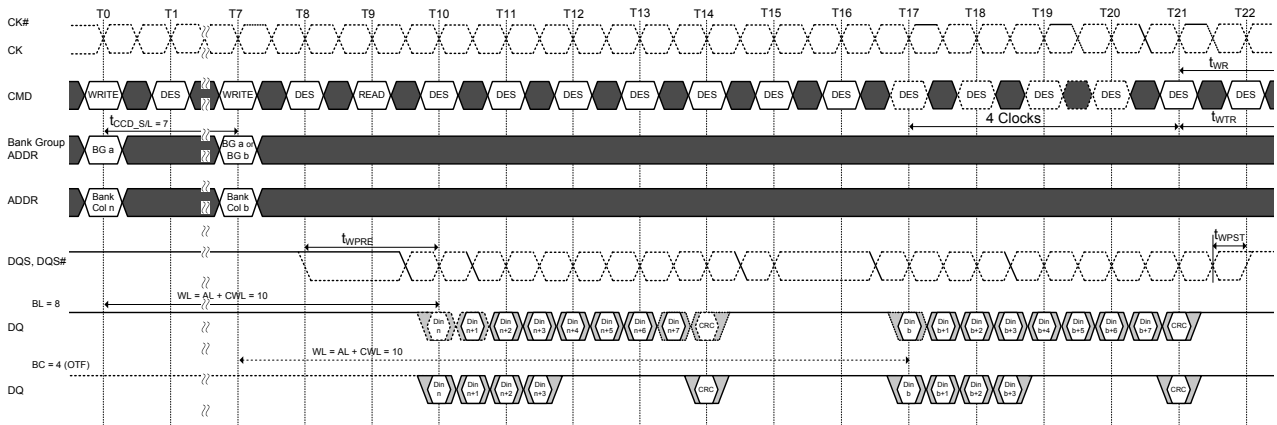 CK# T0 T1 T7 T8 T9 T10 T11 T12 T13 T14 T15 T16 T17 T18 T19 T20 T21 T22
CK
tWR
CMD WRITE DES WRITE DES READ DES DES DES DES DES DES DES DES DES DES DES DES DES
tCCD_S/L = 7
4 Clocks
tWTR
Bank Group
ADDR
BG a
BG a or
BG b
ADDR
Bank
Col n
Bank
Col b
tWPRE
tWPST
DQS, DQS#
BL = 8
WL = AL + CWL = 10
DQ
Din
n
Din
n+1
Din
n+2
Din
n+3
Din
n+4
Din
n+5
Din
n+6
Din
n+7
CRC
Din
b
Din
b+1
Din
b+2
Din
b+3
Din
b+4
Din
b+5
Din
b+6
Din
b+7
CRC
WL = AL + CWL = 10
BC = 4 (OTF)
DQ
Din
n
Din
n+1
Din
n+2
Din
n+3
CRC
Din
b
Din
b+1
Din
b+2
Din
b+3
CRC